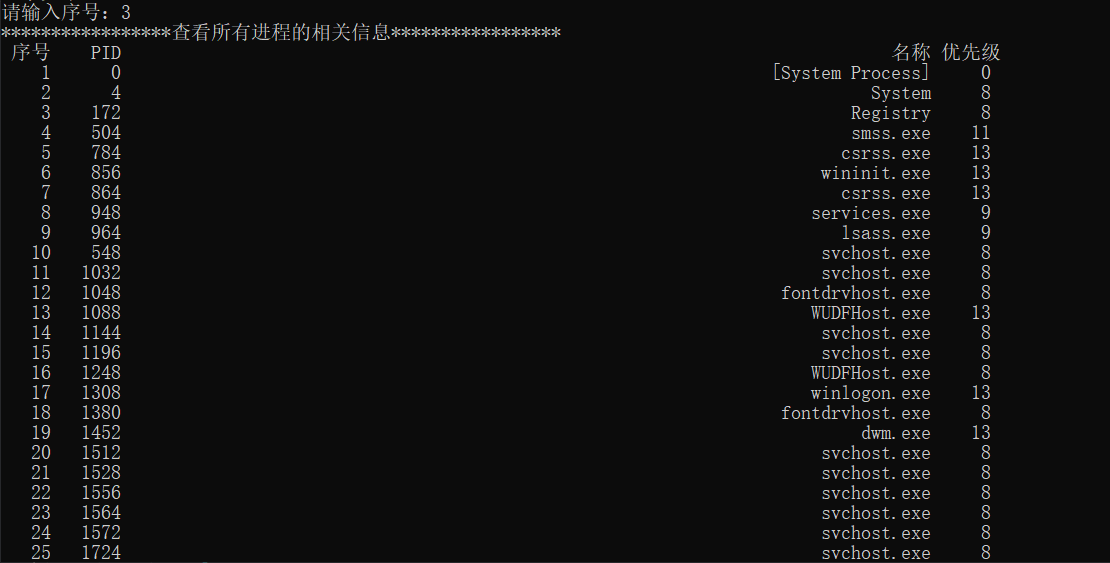 请输入序号：3
*****************查看所有进程的相关信息*****************
序号 PID 名称 优先级
1 0 [System Process] 0
2 4 System 8
3 172 Registry 8
4 504 smss.exe 11
5 784 csrss.exe 13
6 856 wininit.exe 13
7 864 csrss.exe 13
8 948 services.exe 9
9 964 lsass.exe 9
10 548 svchost.exe 8
11 1032 svchost.exe 8
12 1048 fontdrvhost.exe 8
13 1088 WUDFHost.exe 13
14 1144 svchost.exe 8
15 1196 svchost.exe 8
16 1248 WUDFHost.exe 8
17 1308 winlogon.exe 13
18 1380 fontdrvhost.exe 8
19 1452 dwm.exe 13
20 1512 svchost.exe 8
21 1528 svchost.exe 8
22 1556 svchost.exe 8
23 1564 svchost.exe 8
24 1572 svchost.exe 8
25 1724 svchost.exe 8